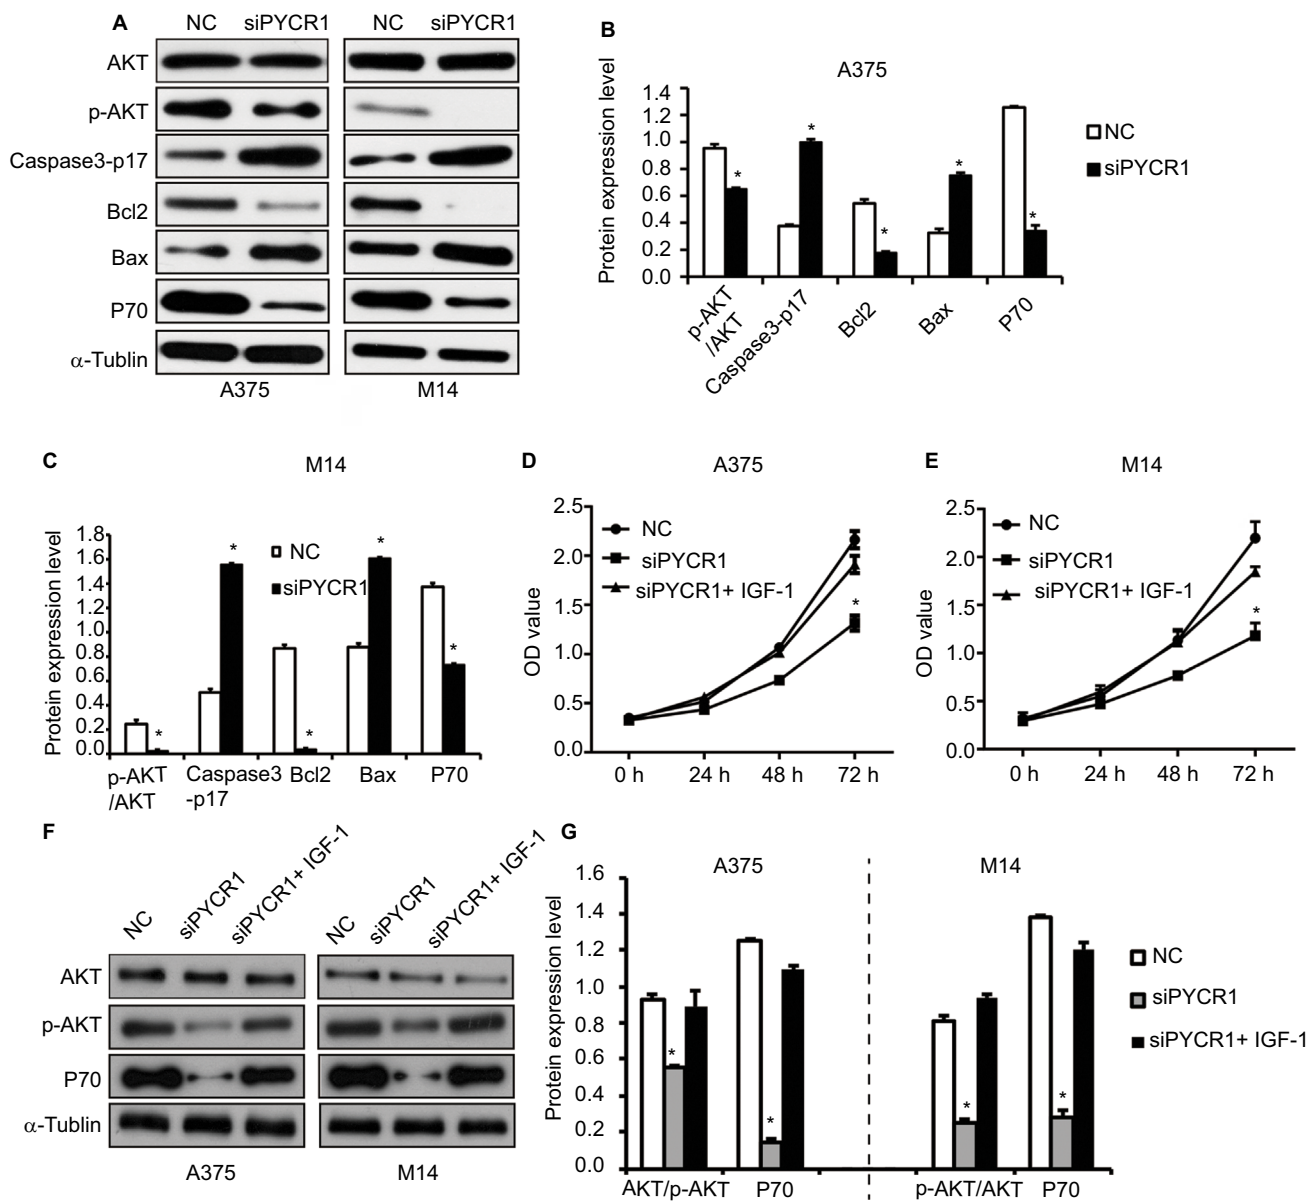 A
NC siPYCR1 NC siPYCR1
AKT
p-AKT
Caspase3-p17
Bcl2
Bax
P70
α-Tublin
A375 M14
B
A375
Protein expression level
1.4
1.2
1.0
0.8
0.6
0.4
0.2
0.0
*
*
*
*
*
p-AKT
/AKT
Caspase3-p17
Bcl2
Bax
P70
NC
siPYCR1
C
M14
Protein expression level
1.8
1.6
1.4
1.2
1.0
0.8
0.6
0.4
0.2
0.0
*
*
*
*
*
NC
siPYCR1
p-AKT
/AKT
Caspase3
-p17
Bcl2
Bax
P70
D
A375
OD value
2.5
2.0
1.5
1.0
0.5
0.0
NC
siPYCR1
siPYCR1+ IGF-1
*
0 h 24 h 48 h 72 h
E
M14
OD value
2.5
2.0
1.5
1.0
0.5
0.0
NC
siPYCR1
siPYCR1+ IGF-1
*
0 h 24 h 48 h 72 h
F
NC siPYCR1 siPYCR1+ IGF-1 NC siPYCR1 siPYCR1+ IGF-1
AKT
p-AKT
P70
α-Tublin
A375 M14
G
A375 M14
Protein expression level
1.6
1.4
1.2
1.0
0.8
0.6
0.4
0.2
0.0
*
*
*
*
AKT/p-AKT P70 p-AKT/AKT P70
NC
siPYCR1
siPYCR1+ IGF-1